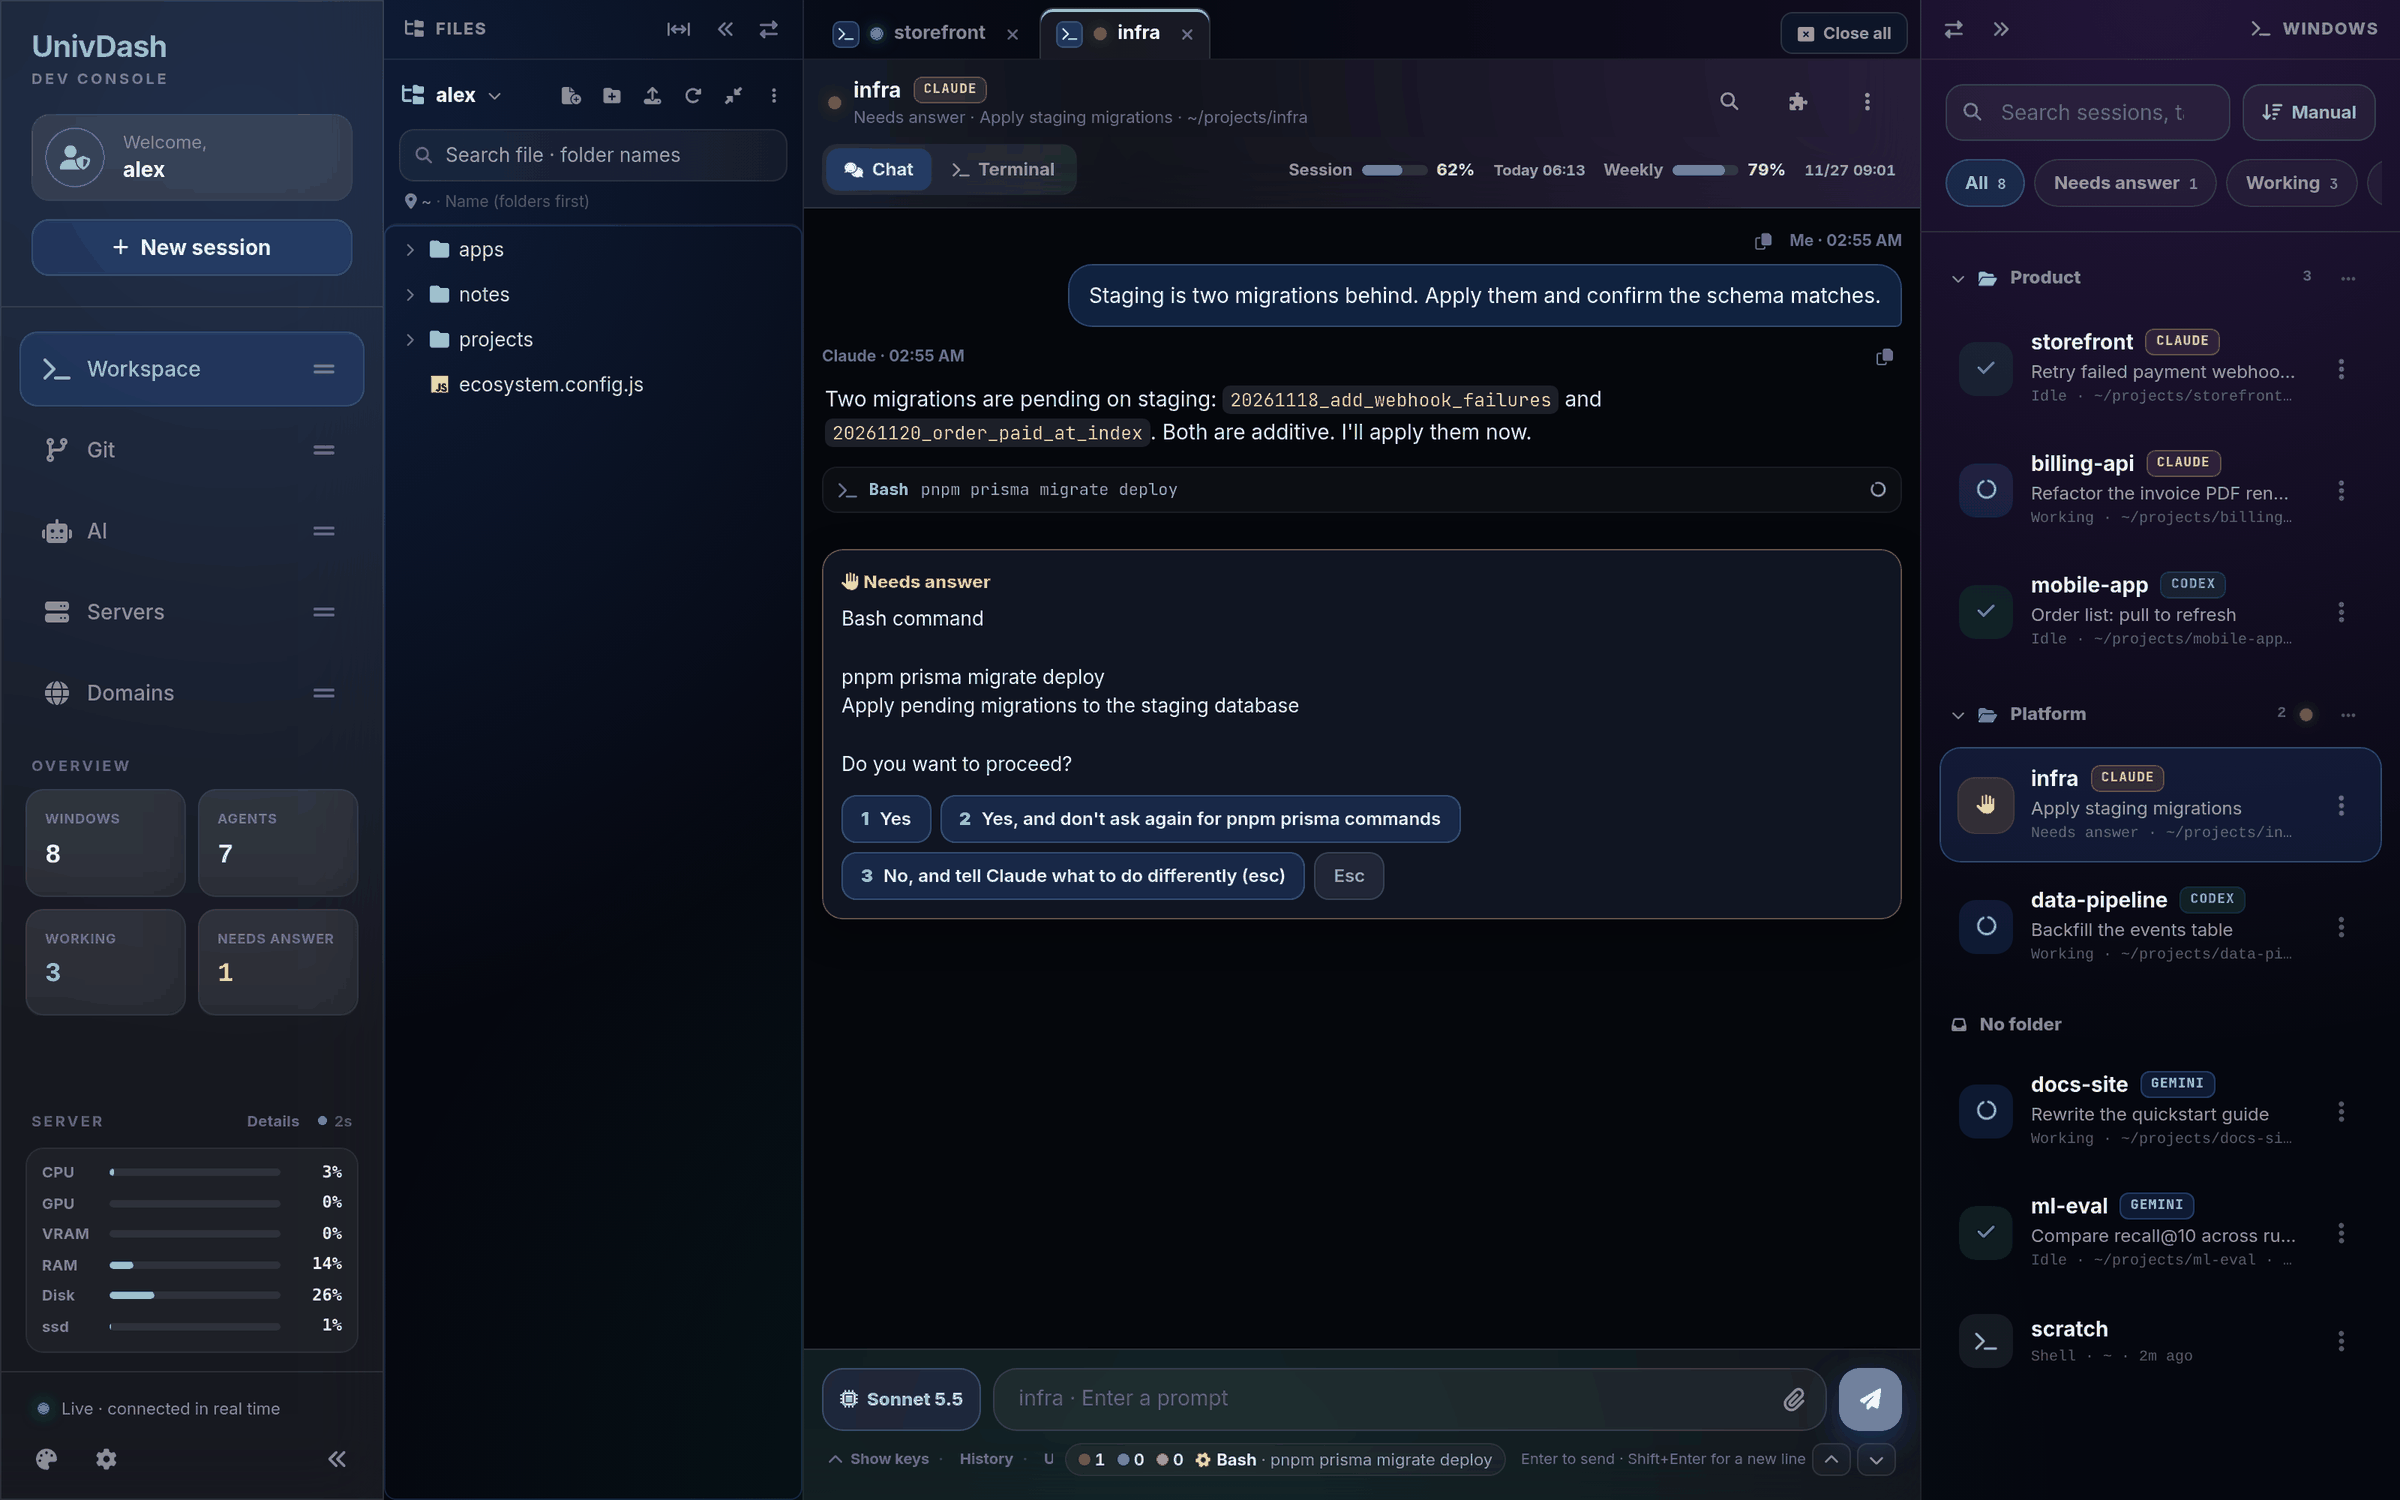 UnivDash
DEV CONSOLE
Welcome,
alex
+ New session
Workspace
Git
AI
Servers
Domains
OVERVIEW
WINDOWS
8
AGENTS
7
WORKING
3
NEEDS ANSWER
1
SERVER
Details
2s
CPU 3%
GPU 0%
VRAM 0%
RAM 14%
Disk 26%
ssd 1%
Live · connected in real time
FILES
alex
Search file · folder names
~ · Name (folders first)
apps
notes
projects
JS ecosystem.config.js
storefront
infra
Close all
infra CLAUDE
Needs answer · Apply staging migrations · ~/projects/infra
Chat
Terminal
Session 62% Today 06:13 Weekly 79% 11/27 09:01
Me · 02:55 AM
Staging is two migrations behind. Apply them and confirm the schema matches.
Claude · 02:55 AM
Two migrations are pending on staging: 20261118_add_webhook_failures and
20261120_order_paid_at_index. Both are additive. I'll apply them now.
Bash pnpm prisma migrate deploy
Needs answer
Bash command
pnpm prisma migrate deploy
Apply pending migrations to the staging database
Do you want to proceed?
1 Yes
2 Yes, and don't ask again for pnpm prisma commands
3 No, and tell Claude what to do differently (esc)
Esc
Sonnet 5.5
infra · Enter a prompt
Show keys · History · U
1 0 0 Bash · pnpm prisma migrate deploy
Enter to send · Shift+Enter for a new line
WINDOWS
Search sessions, t
Manual
All 8
Needs answer 1
Working 3
Product 3
storefront CLAUDE
Retry failed payment webhoo...
Idle · ~/projects/storefront…
billing-api CLAUDE
Refactor the invoice PDF ren...
Working · ~/projects/billing…
mobile-app CODEX
Order list: pull to refresh
Idle · ~/projects/mobile-app…
Platform 2
infra CLAUDE
Apply staging migrations
Needs answer · ~/projects/in…
data-pipeline CODEX
Backfill the events table
Working · ~/projects/data-pi…
No folder
docs-site GEMINI
Rewrite the quickstart guide
Working · ~/projects/docs-si…
ml-eval GEMINI
Compare recall@10 across ru...
Idle · ~/projects/ml-eval · …
scratch
Shell · ~ · 2m ago